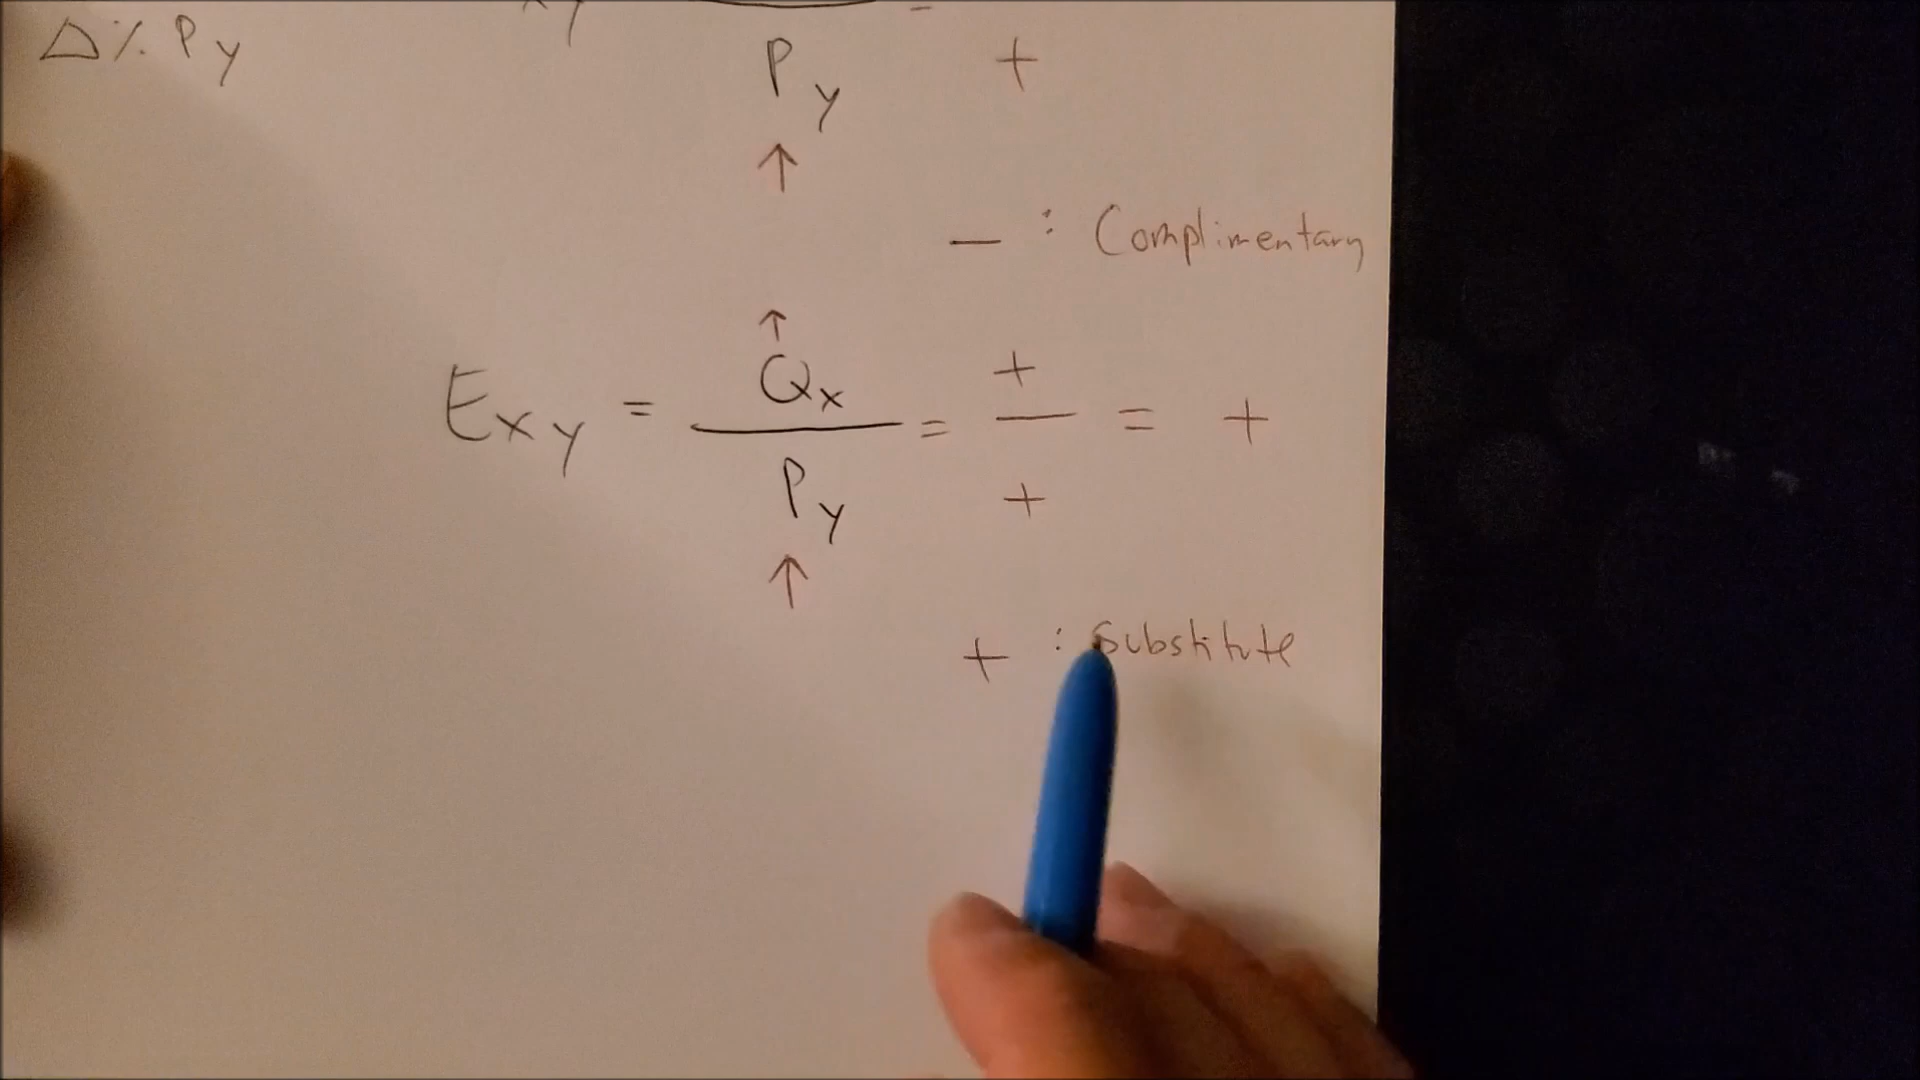 Δ% Py
Py
+
↑
− : Complimentary
↑
Exy = Qx / Py = + / + = +
↑
+ : Substitute